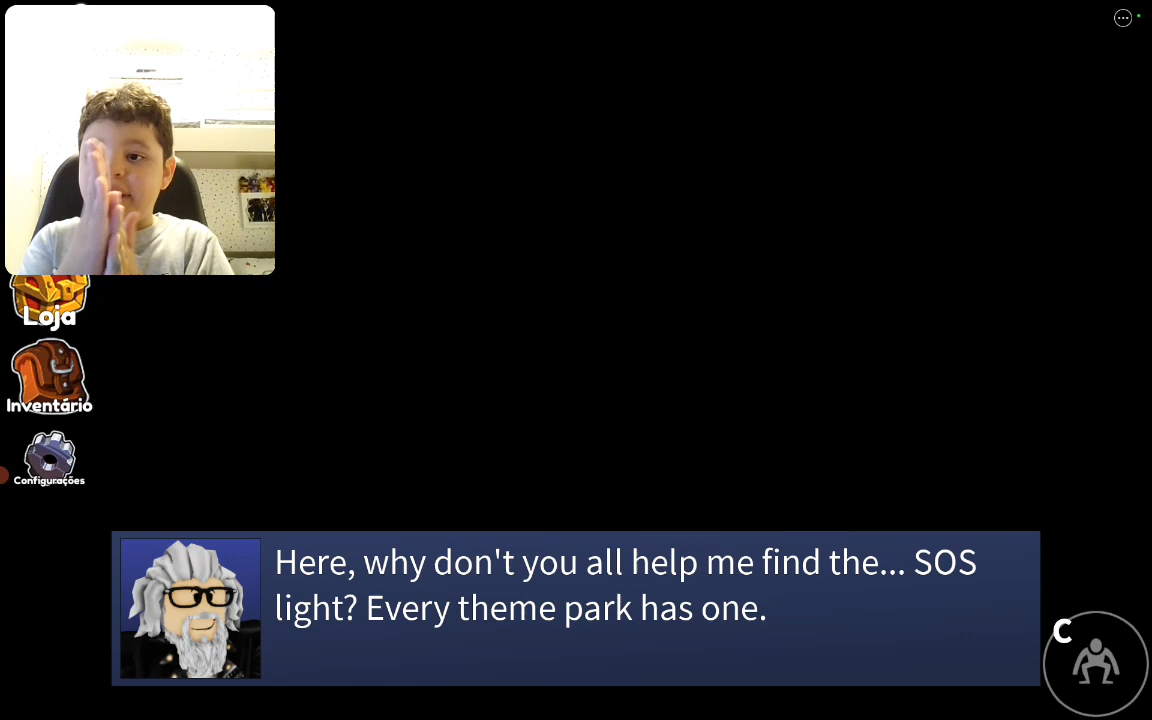 Loja
Inventário
Configurações
Here, why don't you all help me find the... SOS
light? Every theme park has one.
C